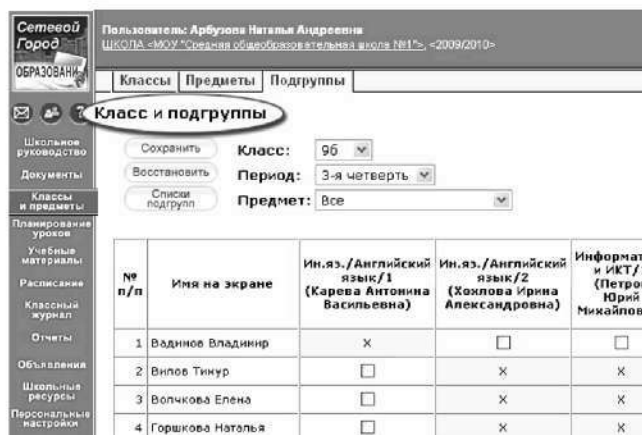 Сетевой
Город
ОБРАЗОВАНИ
Пользователь: Арбузова Наталья Андреевна
ШКОЛА <МОУ "Средняя общеобразовательная школа №1">, <2009/2010>
Классы Предметы Подгруппы
Класс и подгруппы
Школьное
руководство
Документы
Классы
и предметы
Планирование
уроков
Учебные
материалы
Расписание
Классный
журнал
Отчеты
Объявления
Школьные
ресурсы
Персональные
настройки
Сохранить
Восстановить
Списки
подгрупп
Класс: 9б
Период: 3-я четверть
Предмет: Все
№
п/п
Имя на экране
Ин.яз./Английский
язык/1
(Карева Антонина
Васильевна)
Ин.яз./Английский
язык/2
(Хохлова Ирина
Александровна)
Информат
и ИКТ/
(Петро
Юрий
Михайлов
1 Вадинов Владимир X
2 Вилов Тимур X X
3 Волчкова Елена X X
4 Горшкова Наталья X X